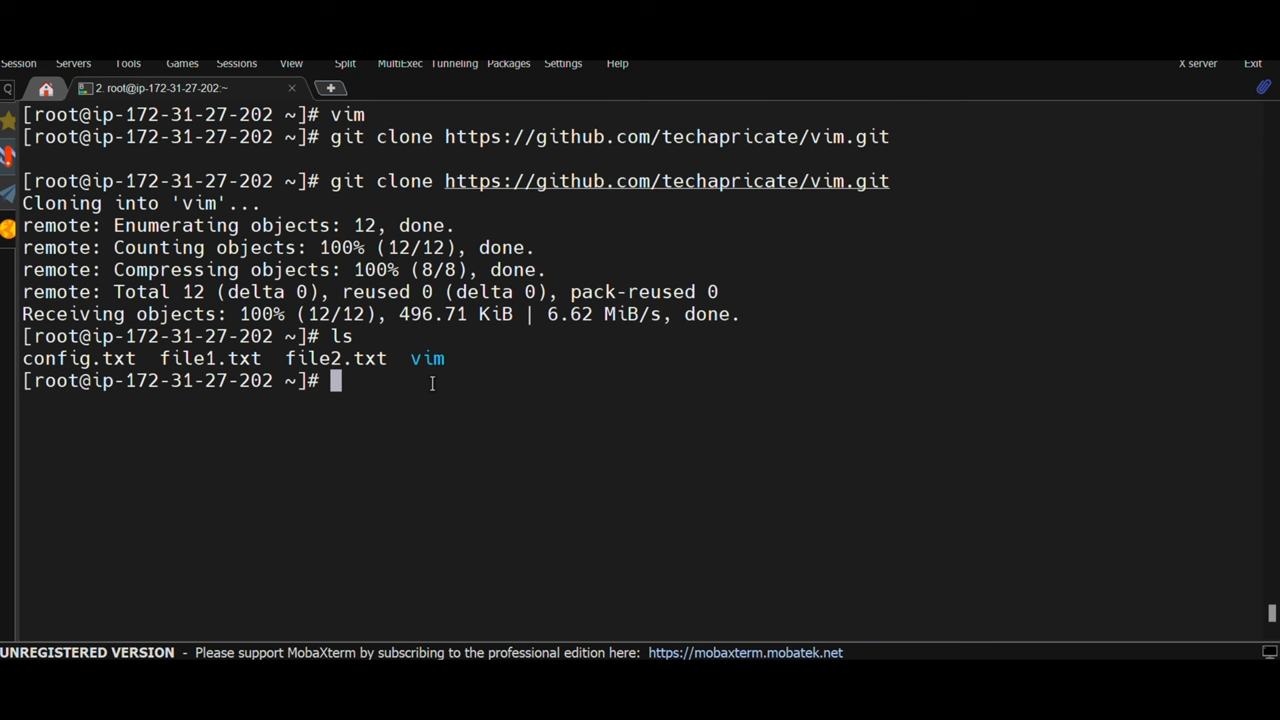 Session Servers Tools Games Sessions View Split MultiExec Tunneling Packages Settings Help X server Exit
2. root@ip-172-31-27-202:~
[root@ip-172-31-27-202 ~]# vim
[root@ip-172-31-27-202 ~]# git clone https://github.com/techapricate/vim.git
[root@ip-172-31-27-202 ~]# git clone https://github.com/techapricate/vim.git
Cloning into 'vim'...
remote: Enumerating objects: 12, done.
remote: Counting objects: 100% (12/12), done.
remote: Compressing objects: 100% (8/8), done.
remote: Total 12 (delta 0), reused 0 (delta 0), pack-reused 0
Receiving objects: 100% (12/12), 496.71 KiB | 6.62 MiB/s, done.
[root@ip-172-31-27-202 ~]# ls
config.txt file1.txt file2.txt vim
[root@ip-172-31-27-202 ~]#
UNREGISTERED VERSION - Please support MobaXterm by subscribing to the professional edition here: https://mobaxterm.mobatek.net